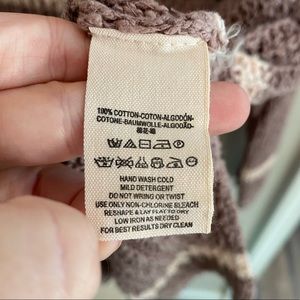 100% COTTON-COTON-ALGODÓN-
COTONE-BAUMWOLLE-ALGODÃO-
HAND WASH COLD
MILD DETERGENT
DO NOT WRING OR TWIST
USE ONLY NON-CHLORINE BLEACH
RESHAPE & LAY FLAT TO DRY
LOW IRON AS NEEDED
FOR BEST RESULTS DRY CLEAN